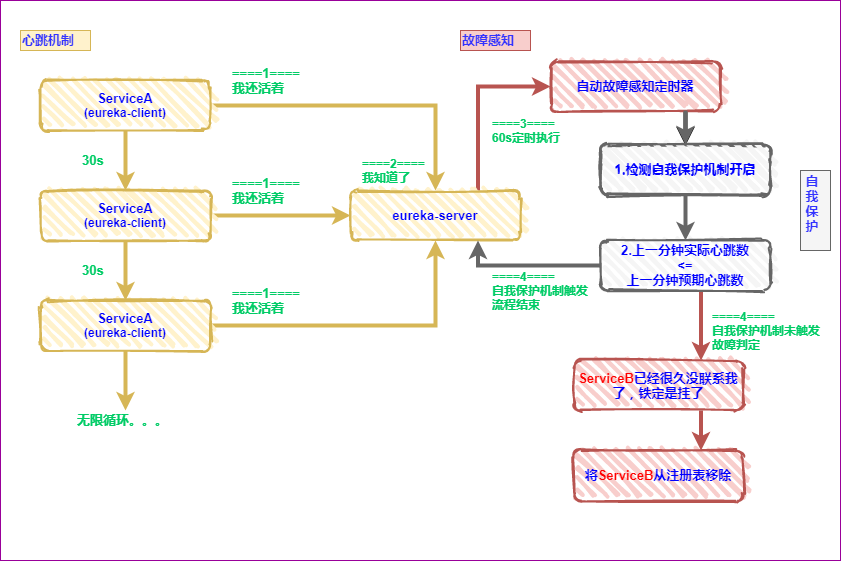 心跳机制
故障感知
ServiceA
(eureka-client)
====1====
我还活着
30s
ServiceA
(eureka-client)
====1====
我还活着
30s
ServiceA
(eureka-client)
====1====
我还活着
无限循环。。。
====2====
我知道了
eureka-server
====3====
60s定时执行
自动故障感知定时器
1.检测自我保护机制开启
自
我
保
护
2.上一分钟实际心跳数
<=
上一分钟预期心跳数
====4====
自我保护机制触发
流程结束
====4====
自我保护机制未触发
故障判定
ServiceB已经很久没联系我
了，铁定是挂了
将ServiceB从注册表移除